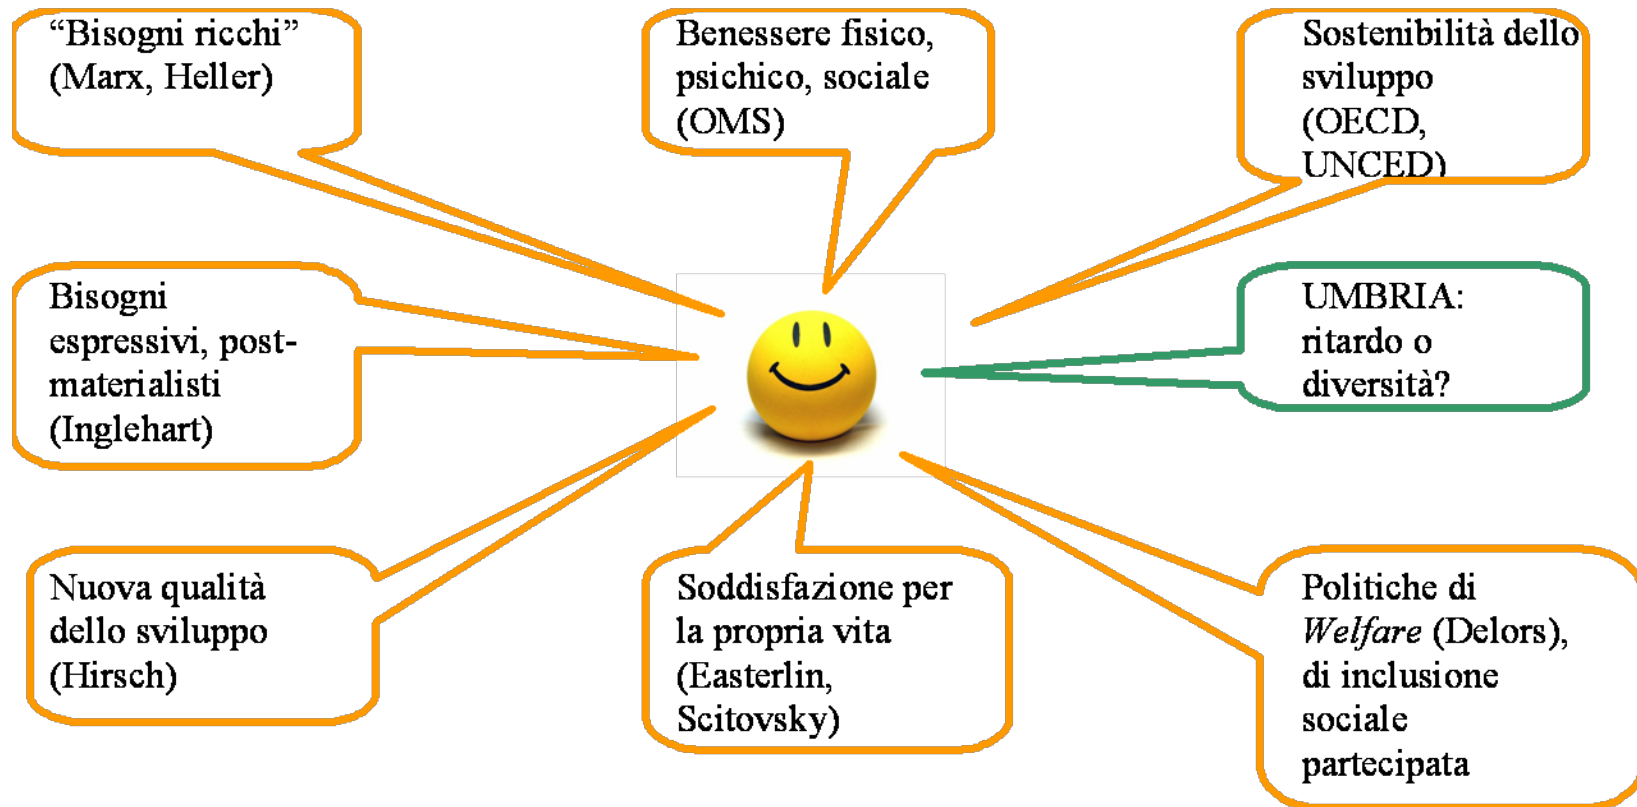 “Bisogni ricchi”
(Marx, Heller)
Benessere fisico,
psichico, sociale
(OMS)
Sostenibilità dello
sviluppo
(OECD,
UNCED)
Bisogni
espressivi, post-
materialisti
(Inglehart)
UMBRIA:
ritardo o
diversità?
Nuova qualità
dello sviluppo
(Hirsch)
Soddisfazione per
la propria vita
(Easterlin,
Scitovsky)
Politiche di
Welfare (Delors),
di inclusione
sociale
partecipata